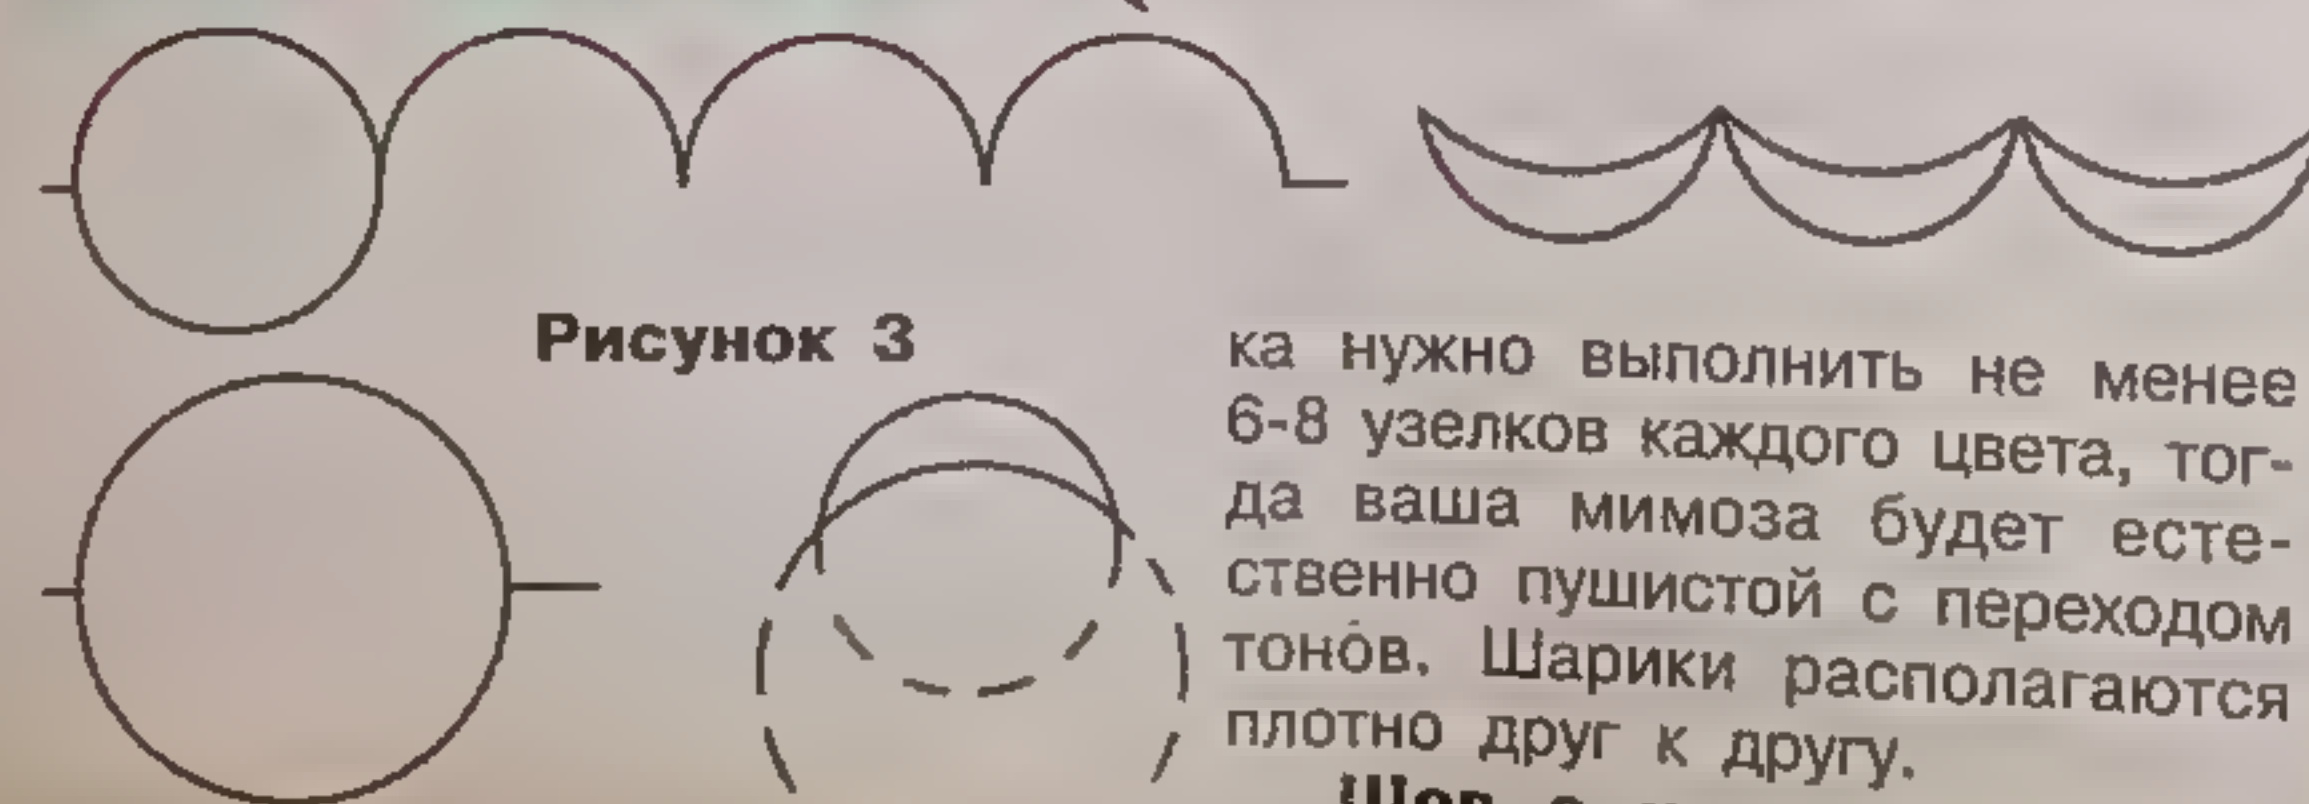 Рисунок 3
ка нужно выполнить не менее
6-8 узелков каждого цвета, тог-
да ваша мимоза будет есте-
ственно пушистой с переходом
тонов. Шарики располагаются
плотно друг к другу.
Шов